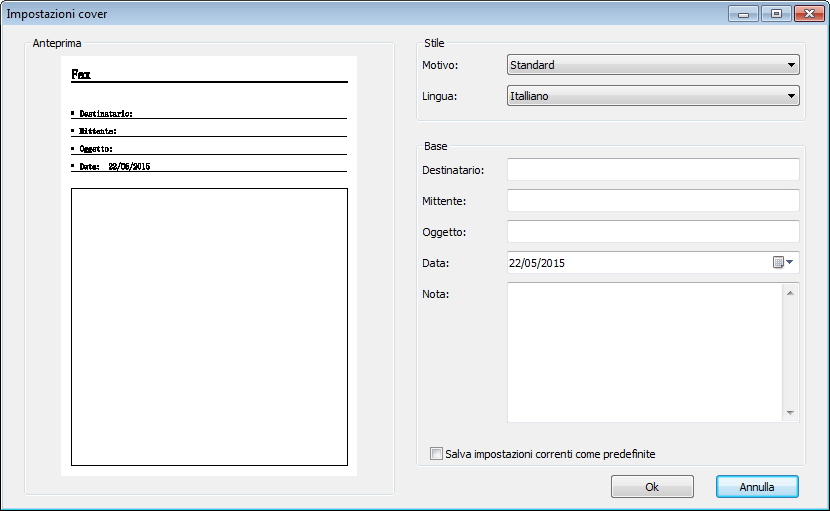 Impostazioni cover
Anteprima
Fax
▪ Destinatario:
▪ Mittente:
▪ Oggetto:
▪ Data: 22/05/2015
Stile
Motivo: Standard
Lingua: Italliano
Base
Destinatario:
Mittente:
Oggetto:
Data: 22/05/2015
Nota:
Salva impostazioni correnti come predefinite
Ok Annulla